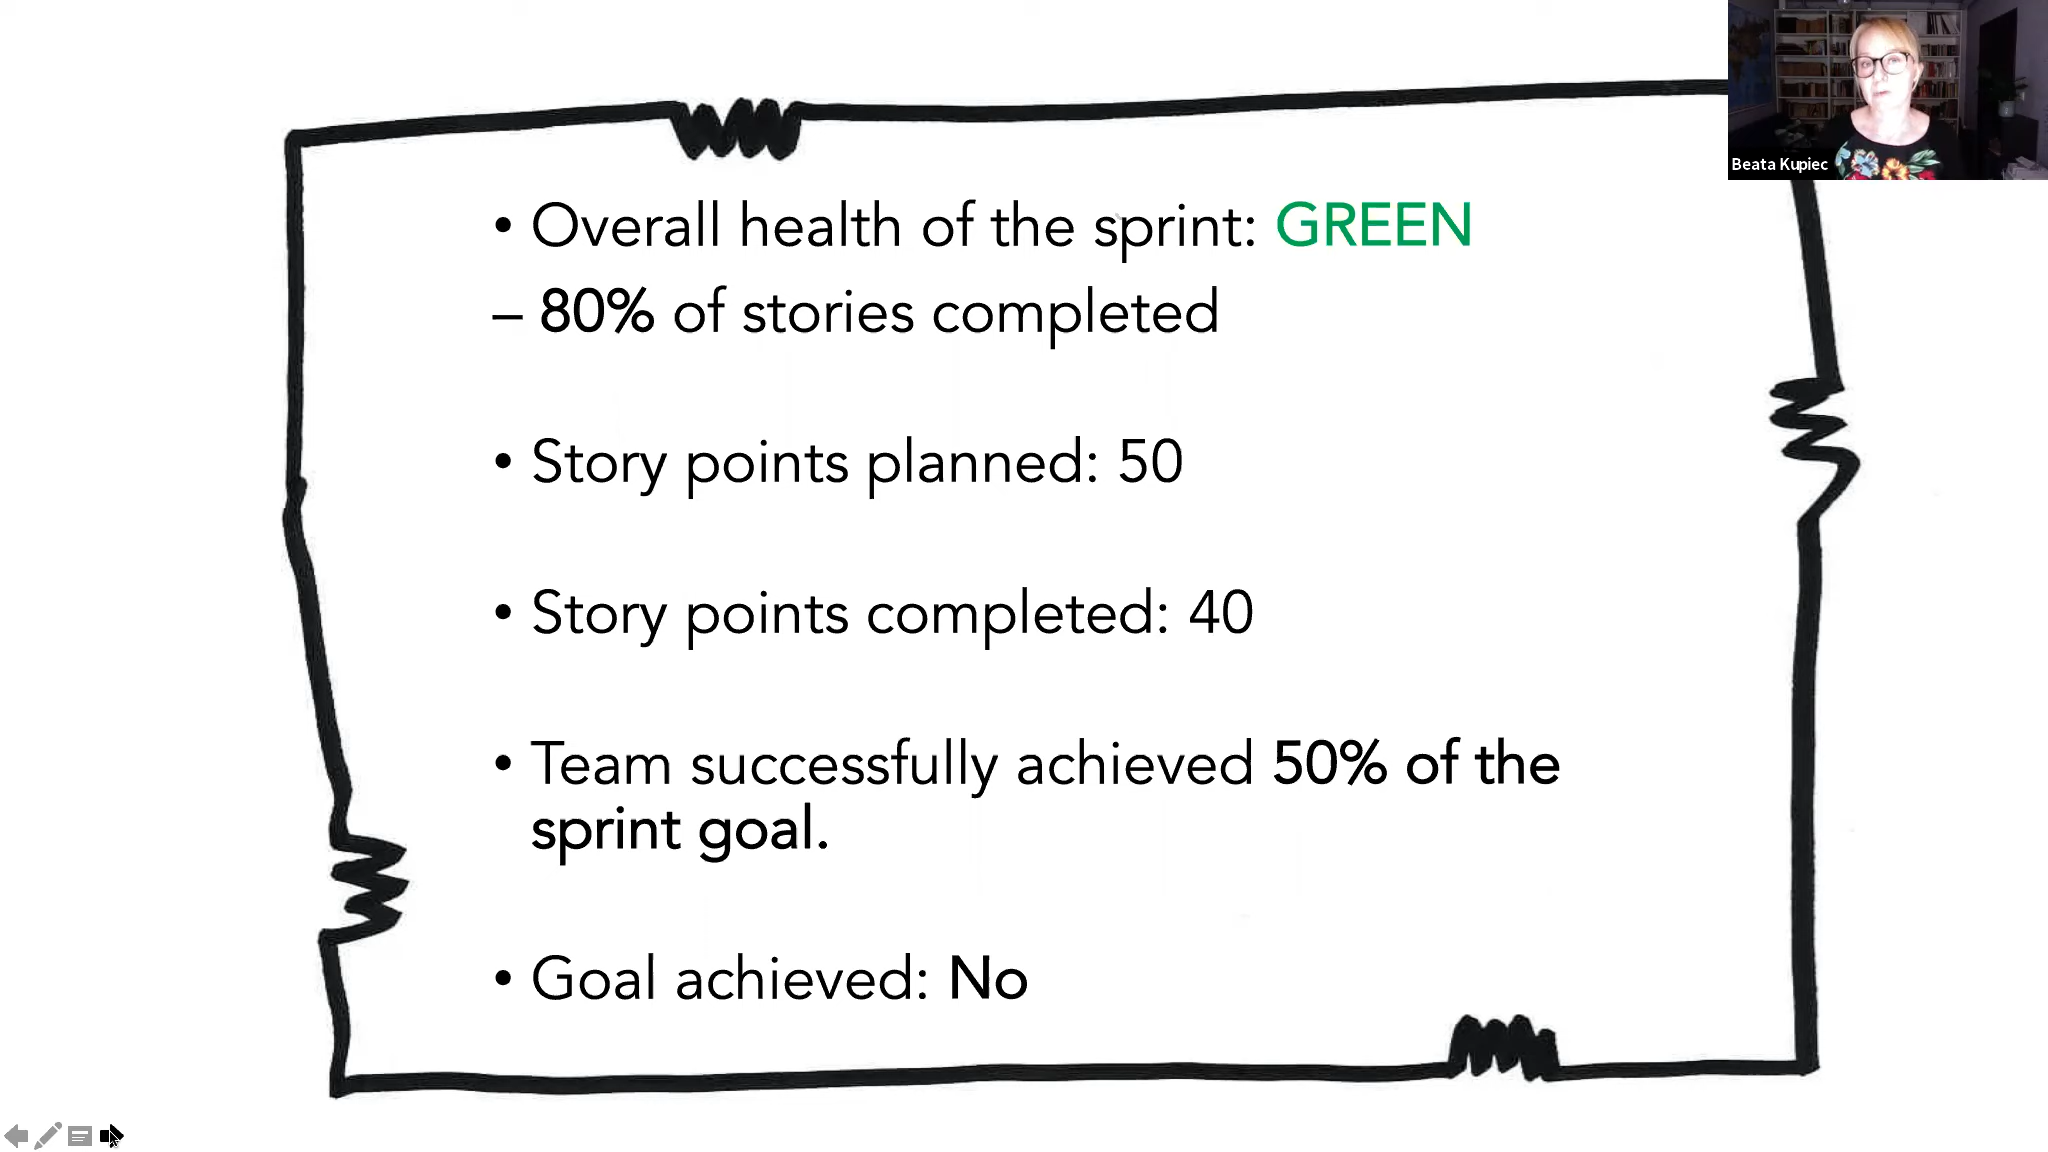 Beata Kupiec
• Overall health of the sprint: GREEN
– 80% of stories completed
• Story points planned: 50
• Story points completed: 40
• Team successfully achieved 50% of the
sprint goal.
• Goal achieved: No